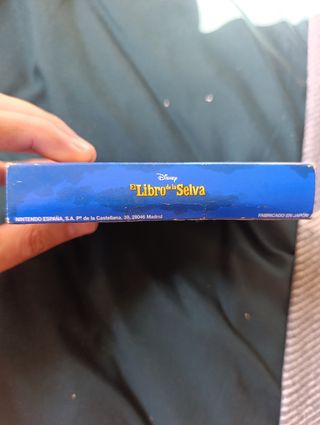 Disney
El Libro de la Selva
NINTENDO ESPAÑA, S.A. Pº de la Castellana, 39, 28046 Madrid
FABRICADO EN JAPÓN